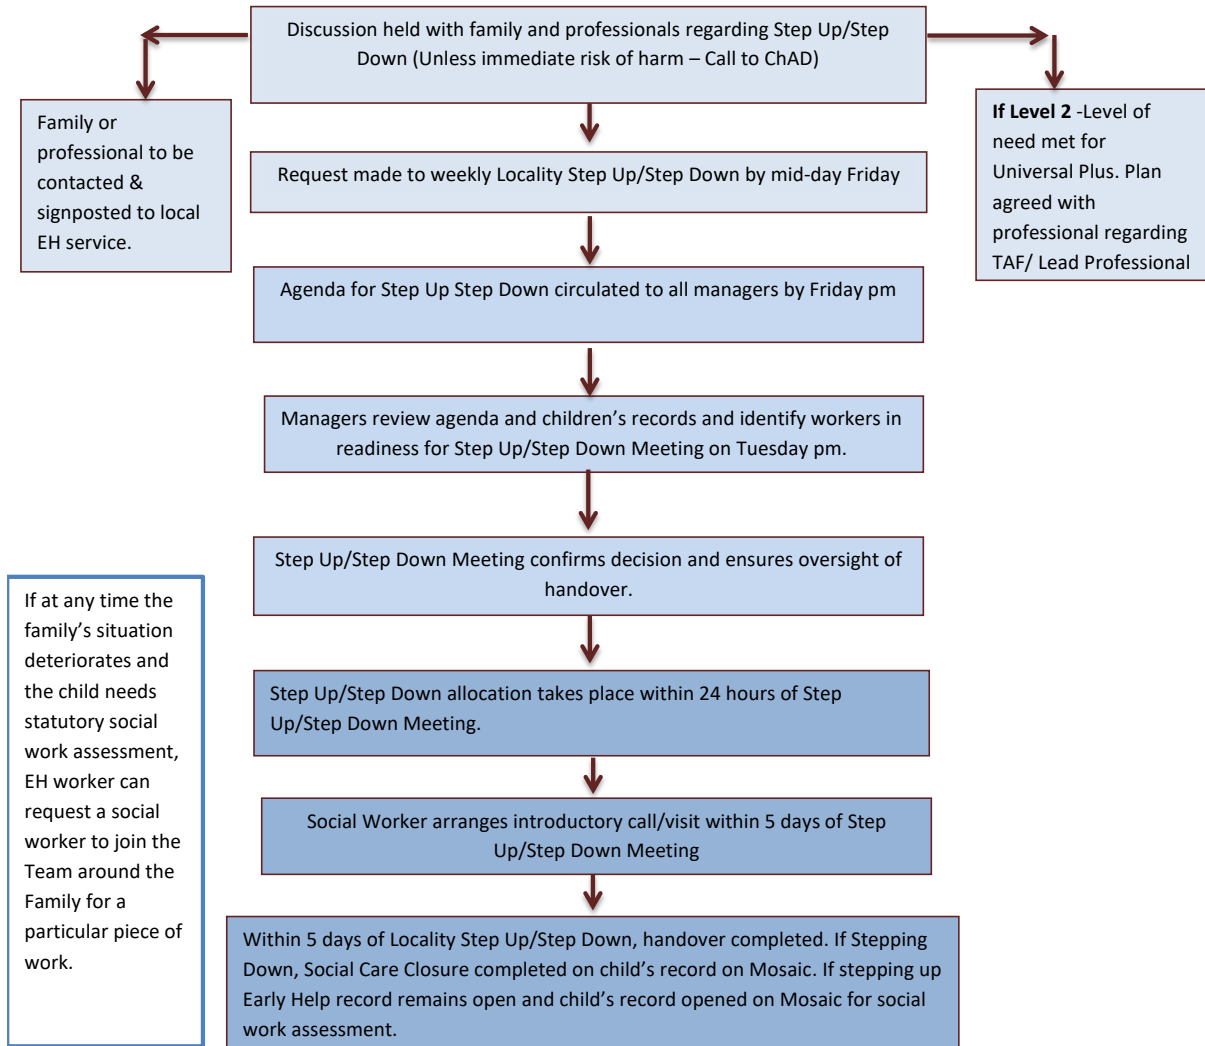 Discussion held with family and professionals regarding Step Up/Step
Down (Unless immediate risk of harm – Call to ChAD)
Family or
professional to be
contacted &
signposted to local
EH service.
If Level 2 -Level of
need met for
Universal Plus. Plan
agreed with
professional regarding
TAF/ Lead Professional
Request made to weekly Locality Step Up/Step Down by mid-day Friday
Agenda for Step Up Step Down circulated to all managers by Friday pm
Managers review agenda and children’s records and identify workers in
readiness for Step Up/Step Down Meeting on Tuesday pm.
Step Up/Step Down Meeting confirms decision and ensures oversight of
handover.
If at any time the
family’s situation
deteriorates and
the child needs
statutory social
work assessment,
EH worker can
request a social
worker to join the
Team around the
Family for a
particular piece of
work.
Step Up/Step Down allocation takes place within 24 hours of Step
Up/Step Down Meeting.
Social Worker arranges introductory call/visit within 5 days of Step
Up/Step Down Meeting
Within 5 days of Locality Step Up/Step Down, handover completed. If Stepping
Down, Social Care Closure completed on child’s record on Mosaic. If stepping up
Early Help record remains open and child’s record opened on Mosaic for social
work assessment.